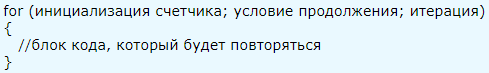 for (инициализация счетчика; условие продолжения; итерация)
{
//блок кода, который будет повторяться
}